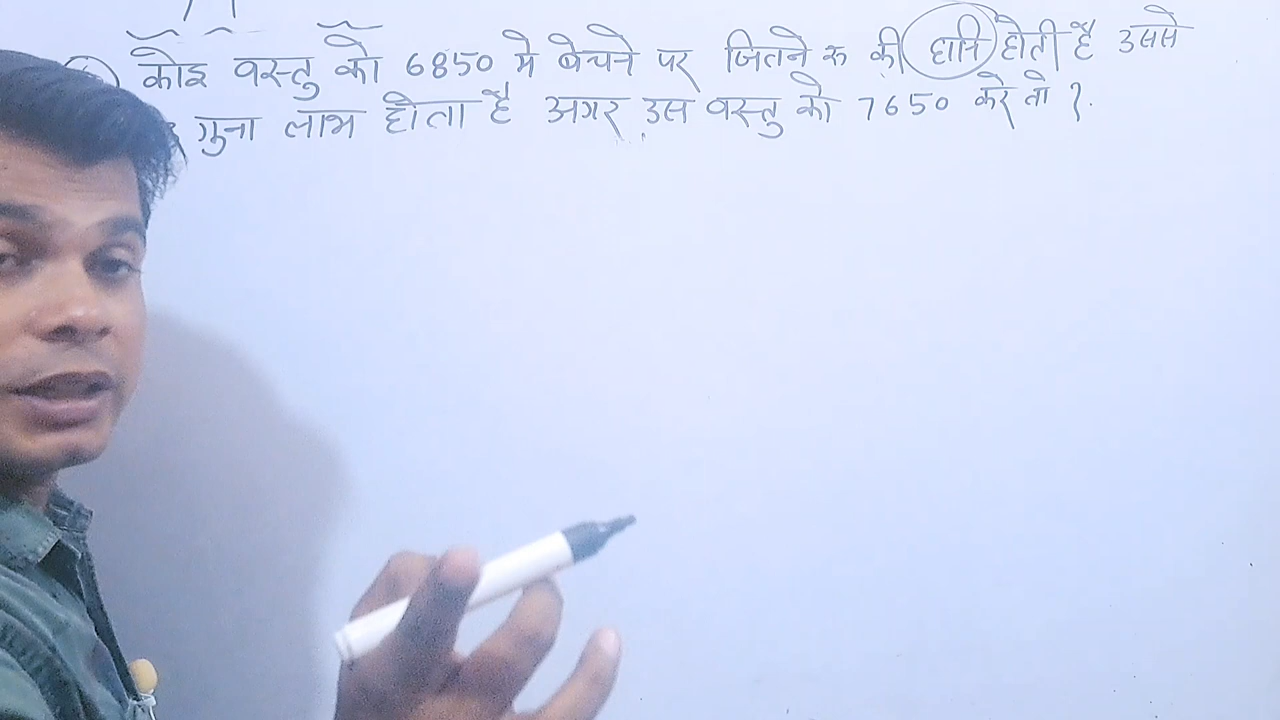 कोइ वस्तु को 6850 मे बेचने पर जितने रु की हानि होती है उससे
गुना लाभ होता है अगर उस वस्तु को 7650 करे तो ?.